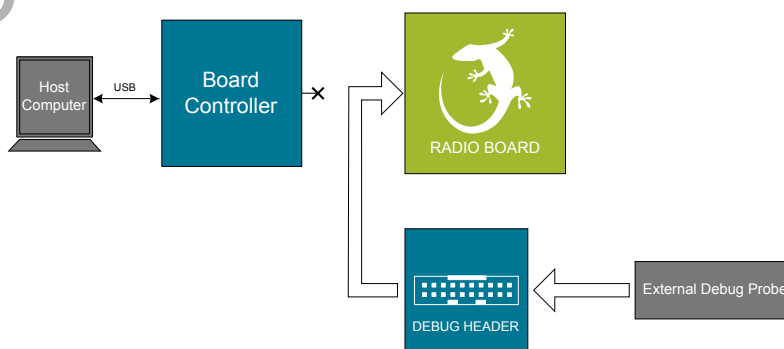 Host
Computer
USB
Board
Controller
RADIO BOARD
DEBUG HEADER
External Debug Probe